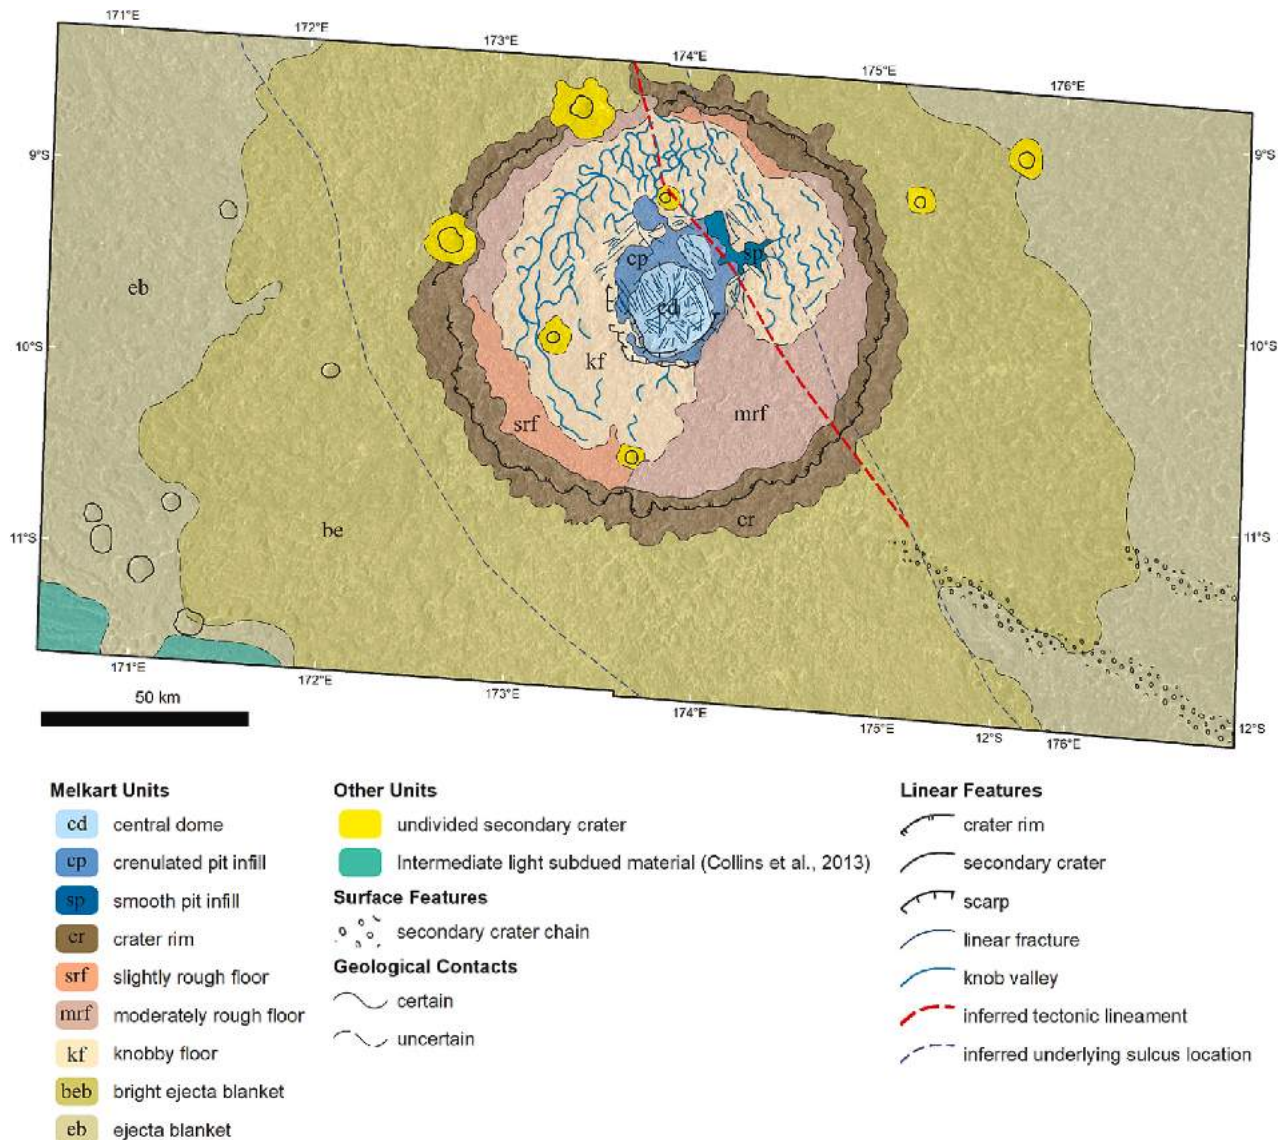 171°E
172°E
173°E
174°E
175°E
176°E
9°S
9°S
eb
cp
sp
cd
10°S
10°S
kf
srf
mrf
be
cr
11°S
11°S
171°E
172°E
173°E
174°E
175°E
12°S
176°E
12°S
50 km
Melkart Units
cd central dome
cp crenulated pit infill
sp smooth pit infill
cr crater rim
srf slightly rough floor
mrf moderately rough floor
kf knobby floor
beb bright ejecta blanket
eb ejecta blanket
Other Units
undivided secondary crater
Intermediate light subdued material (Collins et al., 2013)
Surface Features
secondary crater chain
Geological Contacts
certain
uncertain
Linear Features
crater rim
secondary crater
scarp
linear fracture
knob valley
inferred tectonic lineament
inferred underlying sulcus location